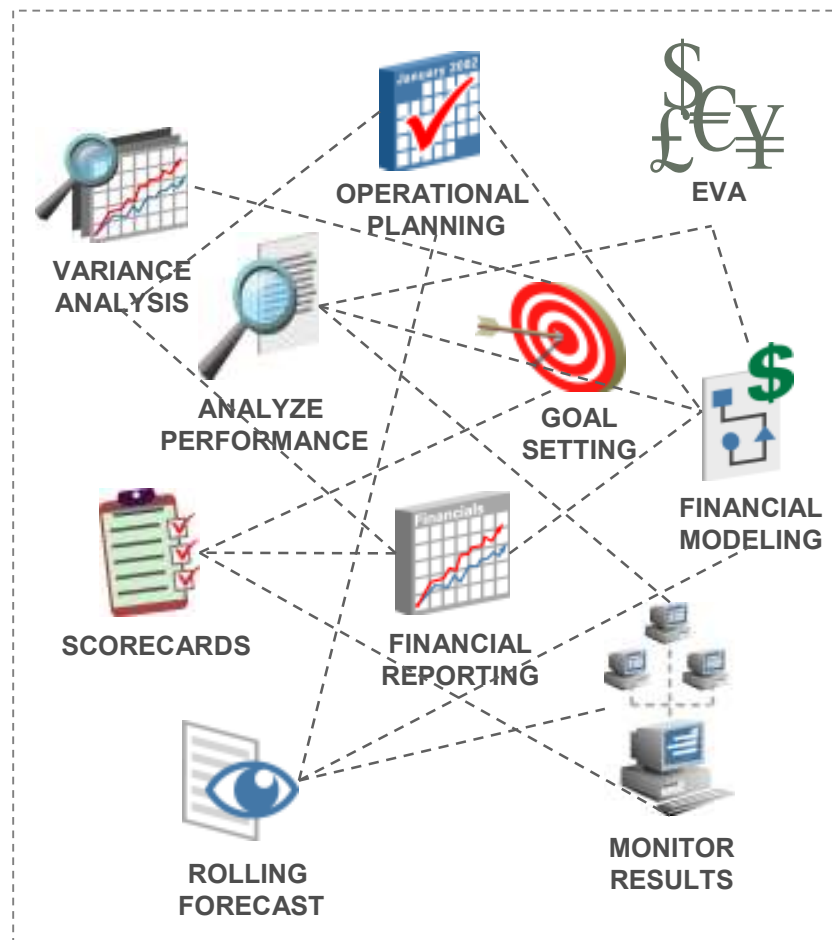 January 2002
$
€
£
¥
OPERATIONAL
PLANNING
EVA
VARIANCE
ANALYSIS
ANALYZE
PERFORMANCE
GOAL
SETTING
$
FINANCIAL
MODELING
SCORECARDS
Financials
FINANCIAL
REPORTING
ROLLING
FORECAST
MONITOR
RESULTS